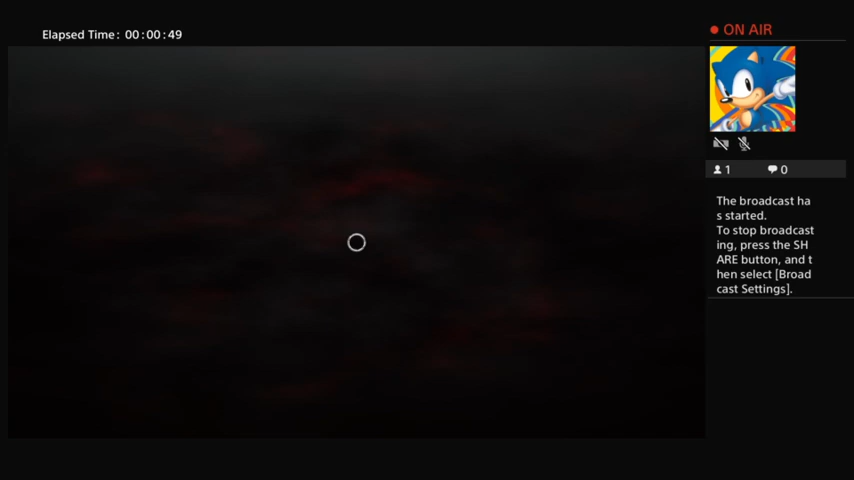 Elapsed Time: 00:00:49
ON AIR
1
0
The broadcast ha
s started.
To stop broadcast
ing, press the SH
ARE button, and t
hen select [Broad
cast Settings].